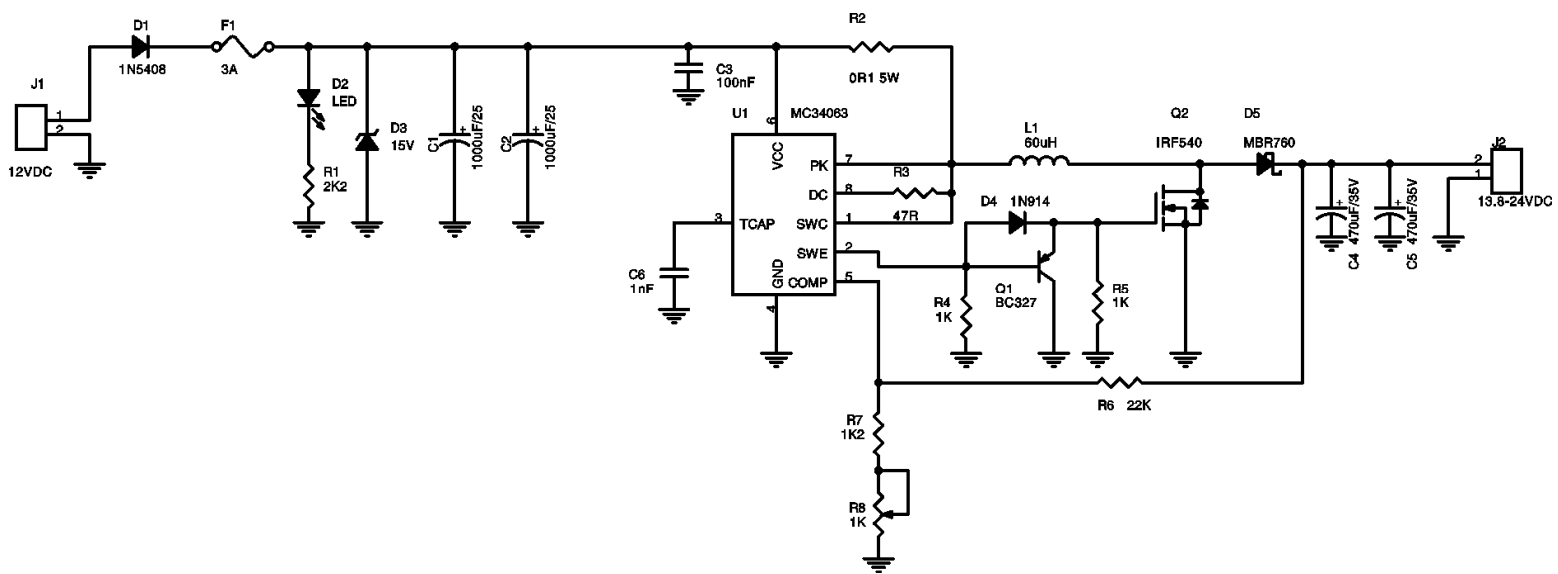 J1
1
2
12VDC
D1
1N5408
F1
3A
D2
LED
R1
2K2
D3
15V
C1
1000uF/25
+
C2
1000uF/25
+
C3
100nF
R2
0R1 5W
U1
MC34063
6
VCC
PK
7
DC
8
SWC
1
SWE
2
COMP
5
TCAP
3
GND
4
C6
1nF
R3
47R
L1
60uH
D4
1N914
Q1
BC327
R4
1K
R5
1K
Q2
IRF540
D5
MBR760
C4
470uF/35V
+
C5
470uF/35V
+
J2
2
1
13.8-24VDC
R6 22K
R7
1K2
R8
1K